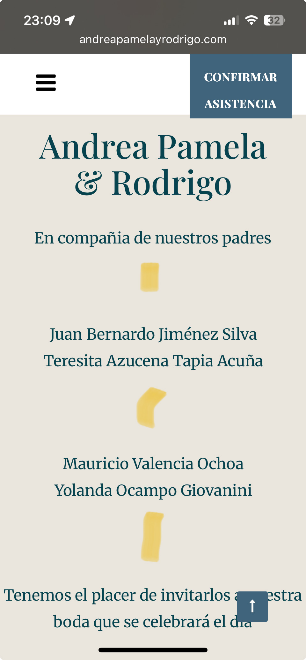 23:09
32
andreapamelayrodrigo.com
CONFIRMAR
ASISTENCIA
Andrea Pamela
& Rodrigo
En compañia de nuestros padres
Juan Bernardo Jiménez Silva
Teresita Azucena Tapia Acuña
Mauricio Valencia Ochoa
Yolanda Ocampo Giovanini
Tenemos el placer de invitarlos a
boda que se celebrará el día